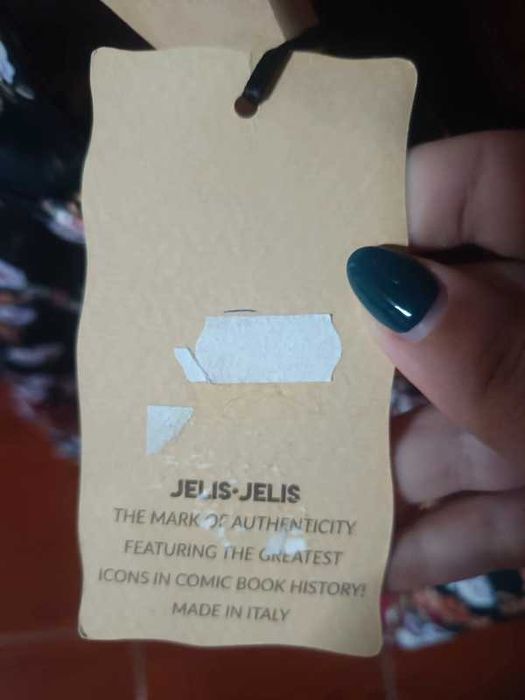 JELIS•JELIS
THE MARK OF AUTHENTICITY
FEATURING THE GREATEST
ICONS IN COMIC BOOK HISTORY!
MADE IN ITALY